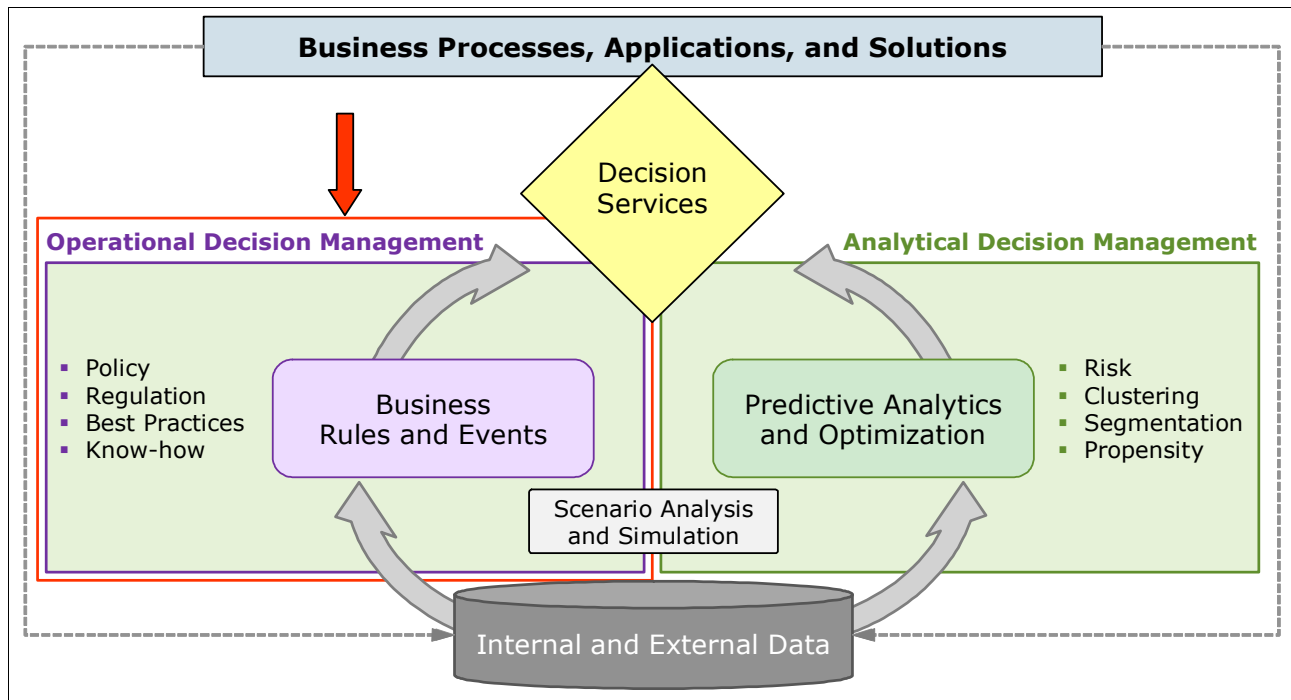 Business Processes, Applications, and Solutions
Decision
Services
Operational Decision Management
Analytical Decision Management
▪ Policy
▪ Regulation
▪ Best Practices
▪ Know-how
Business
Rules and Events
Predictive Analytics
and Optimization
▪ Risk
▪ Clustering
▪ Segmentation
▪ Propensity
Scenario Analysis
and Simulation
Internal and External Data